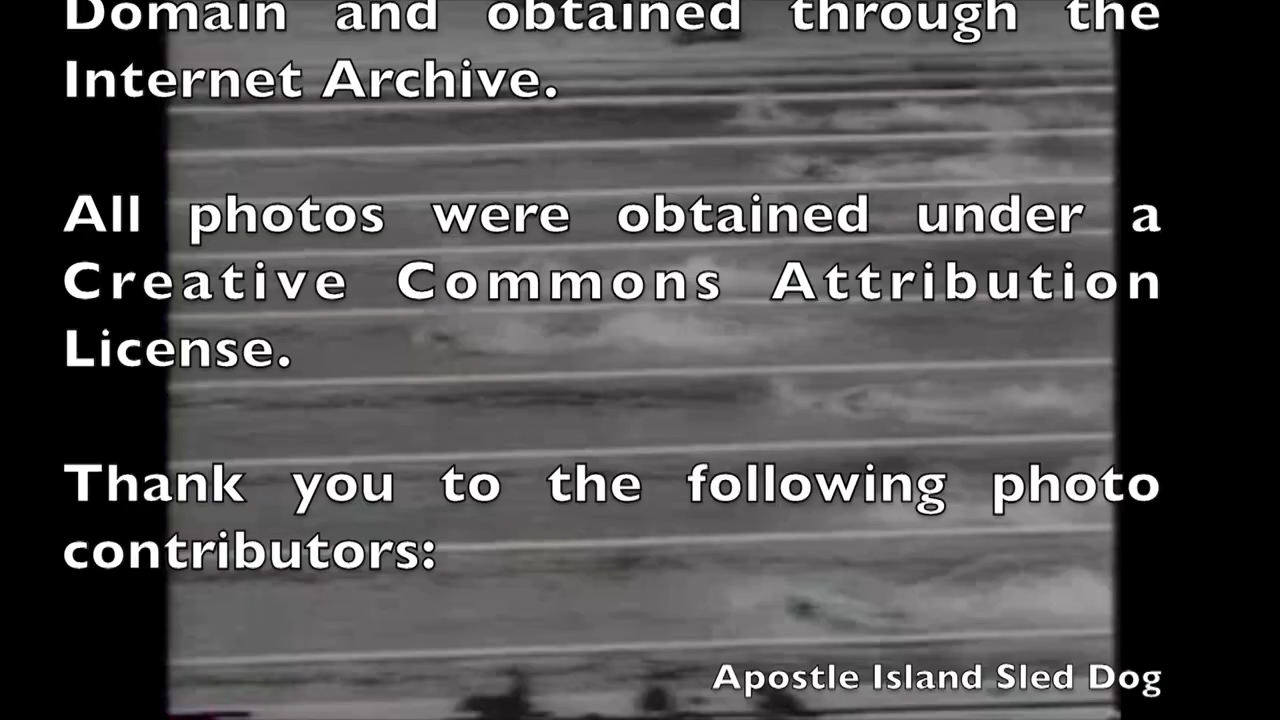 Domain and obtained through the
Internet Archive.
All photos were obtained under a
Creative Commons Attribution
License.
Thank you to the following photo
contributors:
Apostle Island Sled Dog